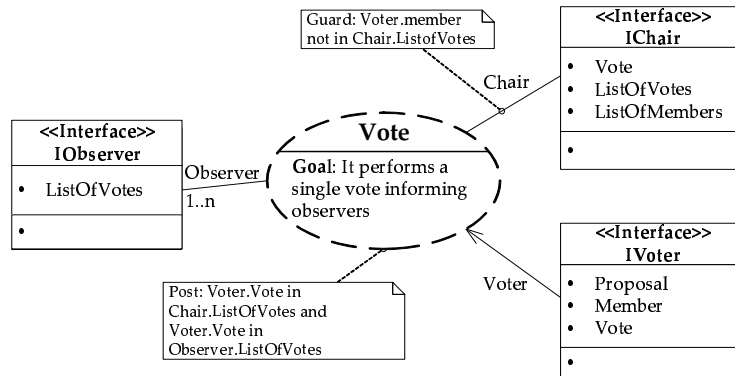 Guard: Voter.member
not in Chair.ListofVotes
<<Interface>>
IChair
• Vote
• ListOfVotes
• ListOfMembers
•
Chair
<<Interface>>
IObserver
• ListOfVotes
•
Observer
1..n
Vote
Goal: It performs a
single vote informing
observers
<<Interface>>
IVoter
• Proposal
• Member
• Vote
•
Voter
Post: Voter.Vote in
Chair.ListOfVotes and
Voter.Vote in
Observer.ListOfVotes